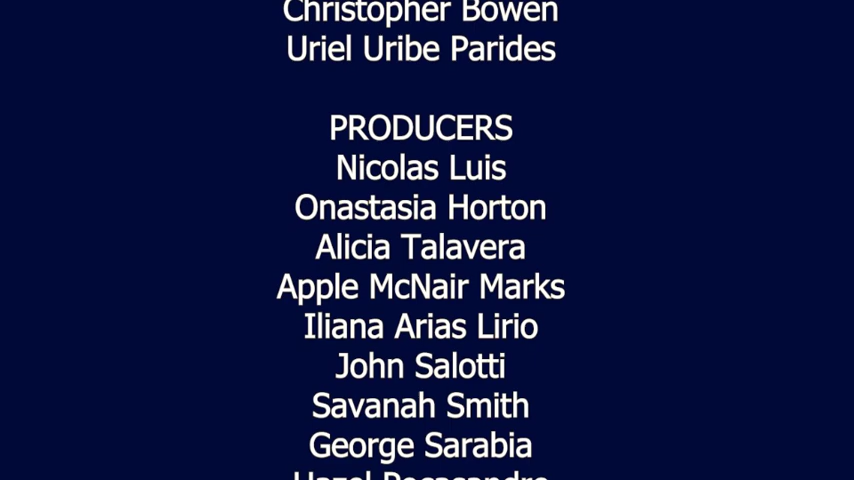 Christopher Bowen
Uriel Uribe Parides
PRODUCERS
Nicolas Luis
Onastasia Horton
Alicia Talavera
Apple McNair Marks
Iliana Arias Lirio
John Salotti
Savanah Smith
George Sarabia
Hazel